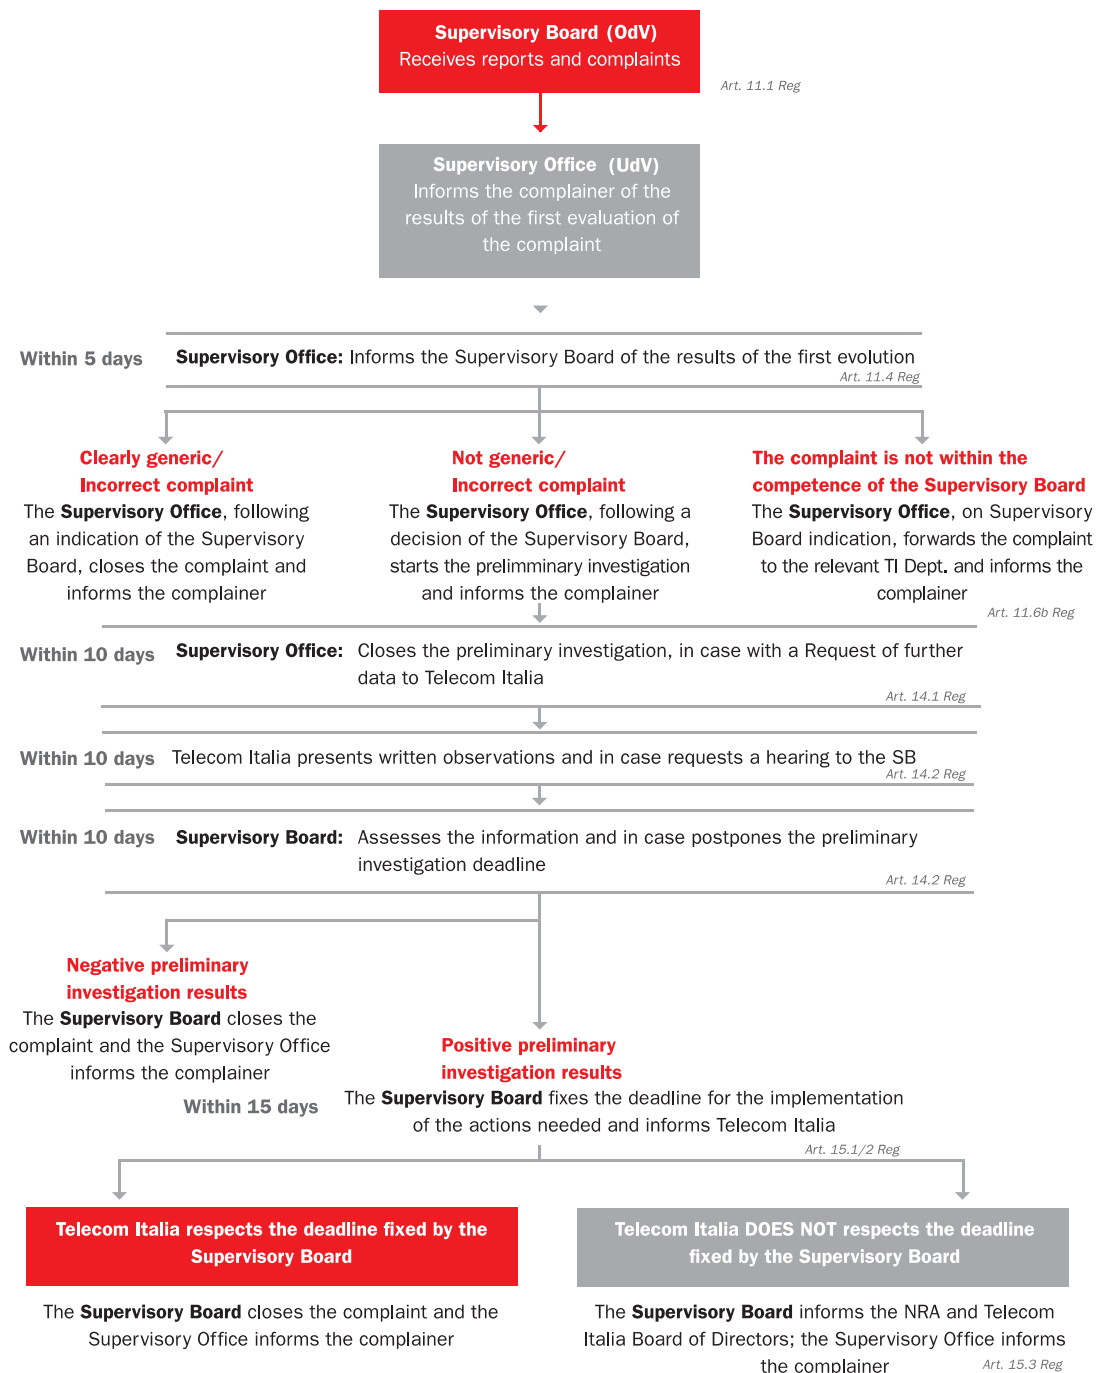 Supervisory Board (OdV)
Receives reports and complaints
Art. 11.1 Reg
Supervisory Office (UdV)
Informs the complainer of the
results of the first evaluation of
the complaint
Within 5 days
Supervisory Office: Informs the Supervisory Board of the results of the first evolution
Art. 11.4 Reg
Clearly generic/
Incorrect complaint
The Supervisory Office, following
an indication of the Supervisory
Board, closes the complaint and
informs the complainer
Not generic/
Incorrect complaint
The Supervisory Office, following a
decision of the Supervisory Board,
starts the prelimminary investigation
and informs the complainer
The complaint is not within the
competence of the Supervisory Board
The Supervisory Office, on Supervisory
Board indication, forwards the complaint
to the relevant TI Dept. and informs the
complainer
Art. 11.6b Reg
Within 10 days
Supervisory Office: Closes the preliminary investigation, in case with a Request of further
data to Telecom Italia
Art. 14.1 Reg
Within 10 days
Telecom Italia presents written observations and in case requests a hearing to the SB
Art. 14.2 Reg
Within 10 days
Supervisory Board: Assesses the information and in case postpones the preliminary
investigation deadline
Art. 14.2 Reg
Negative preliminary
investigation results
The Supervisory Board closes the
complaint and the Supervisory Office
informs the complainer
Positive preliminary
investigation results
Within 15 days
The Supervisory Board fixes the deadline for the implementation
of the actions needed and informs Telecom Italia
Art. 15.1/2 Reg
Telecom Italia respects the deadline fixed by the
Supervisory Board
The Supervisory Board closes the complaint and the
Supervisory Office informs the complainer
Telecom Italia DOES NOT respects the deadline
fixed by the Supervisory Board
The Supervisory Board informs the NRA and Telecom
Italia Board of Directors; the Supervisory Office informs
the complainer
Art. 15.3 Reg